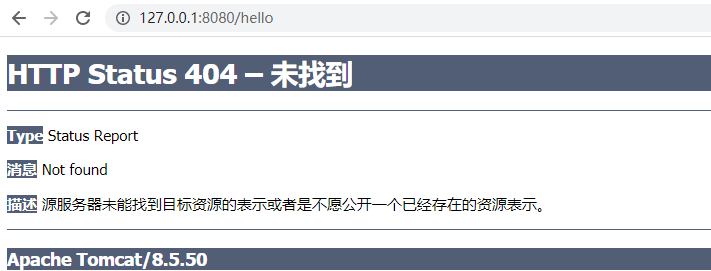 127.0.0.1:8080/hello
HTTP Status 404 – 未找到
Type Status Report
消息 Not found
描述 源服务器未能找到目标资源的表示或者是不愿公开一个已经存在的资源表示。
Apache Tomcat/8.5.50